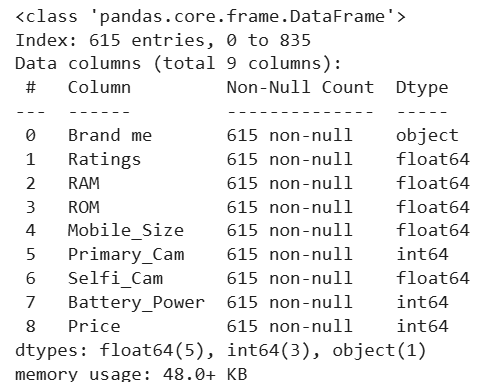 <class 'pandas.core.frame.DataFrame'>
Index: 615 entries, 0 to 835
Data columns (total 9 columns):
 #   Column         Non-Null Count  Dtype
---  ------         --------------  -----
 0   Brand me       615 non-null    object
 1   Ratings        615 non-null    float64
 2   RAM            615 non-null    float64
 3   ROM            615 non-null    float64
 4   Mobile_Size    615 non-null    float64
 5   Primary_Cam    615 non-null    int64
 6   Selfi_Cam      615 non-null    float64
 7   Battery_Power  615 non-null    int64
 8   Price          615 non-null    int64
dtypes: float64(5), int64(3), object(1)
memory usage: 48.0+ KB